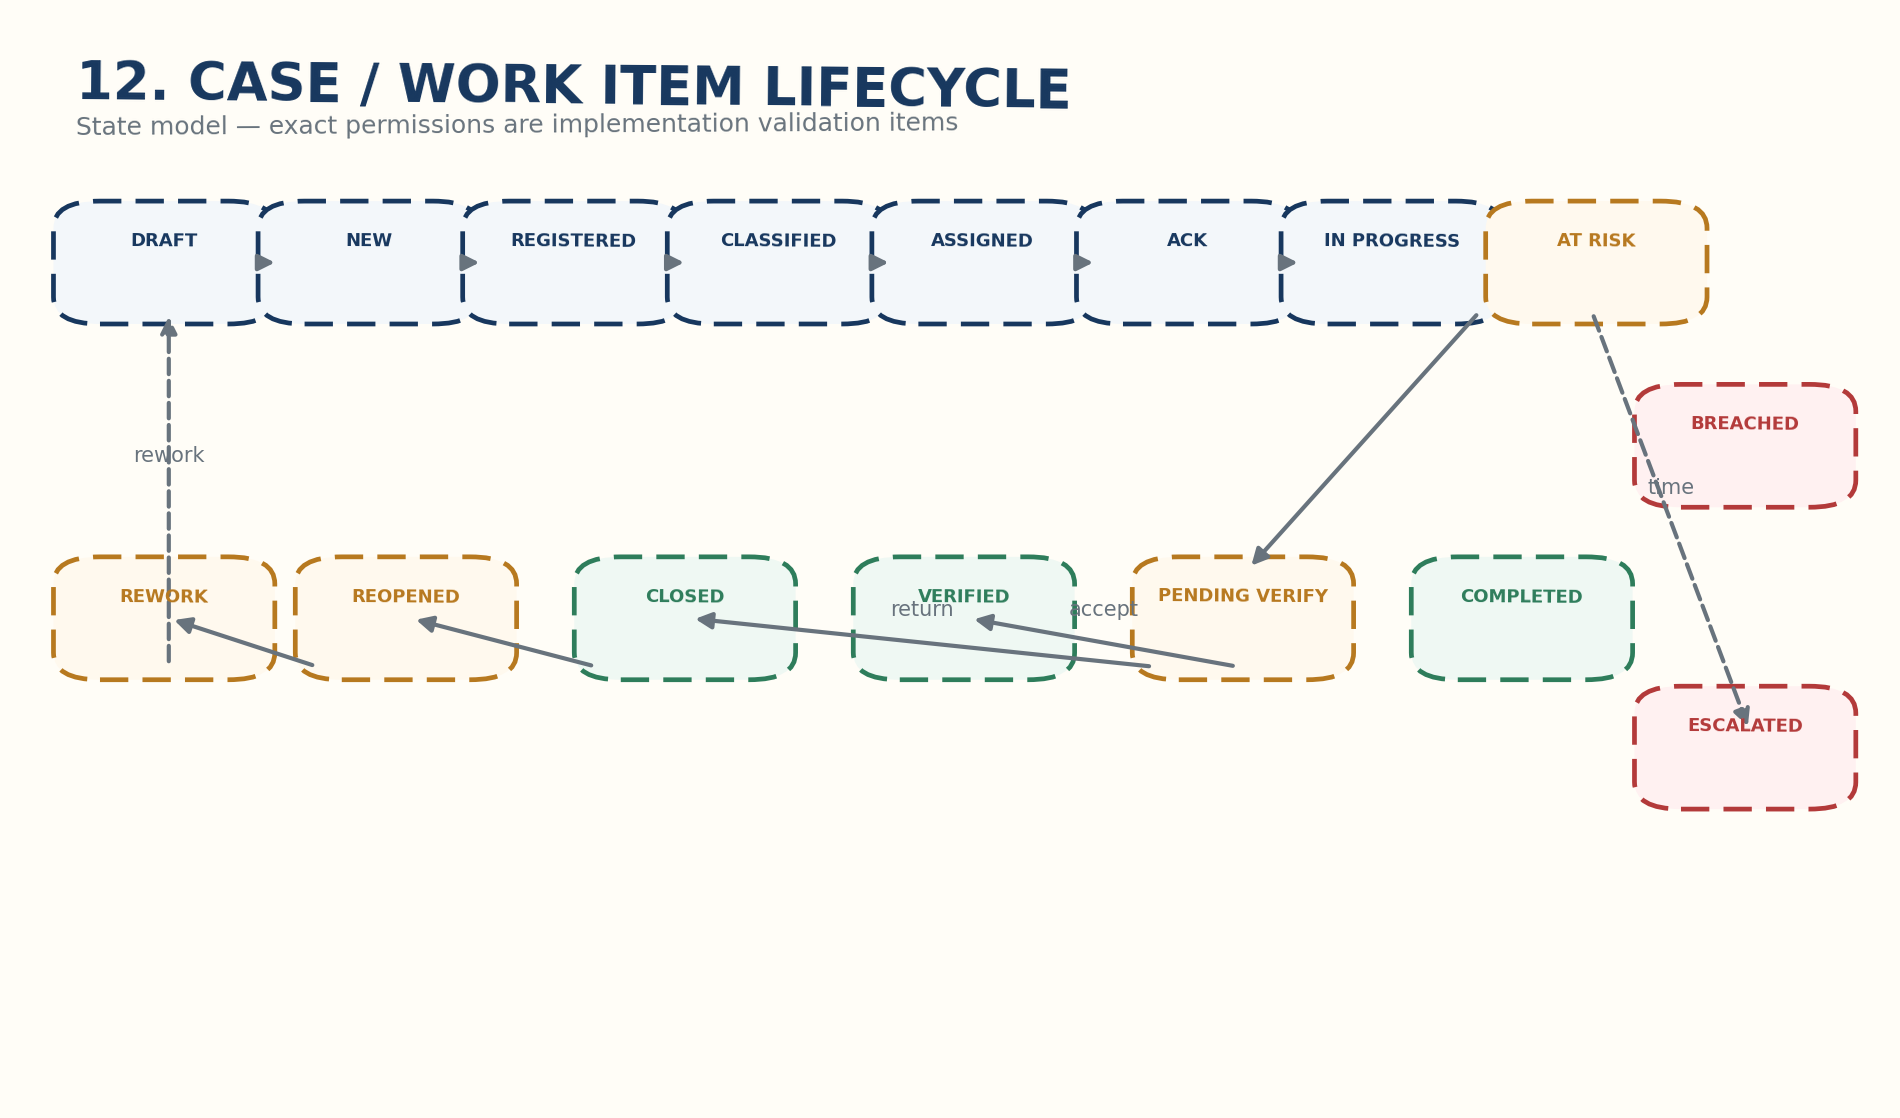 12. CASE / WORK ITEM LIFECYCLE
State model — exact permissions are implementation validation items
DRAFT
NEW
REGISTERED
CLASSIFIED
ASSIGNED
ACK
IN PROGRESS
AT RISK
BREACHED
rework
time
REWORK
REOPENED
CLOSED
VERIFIED
return
accept
PENDING VERIFY
COMPLETED
ESCALATED